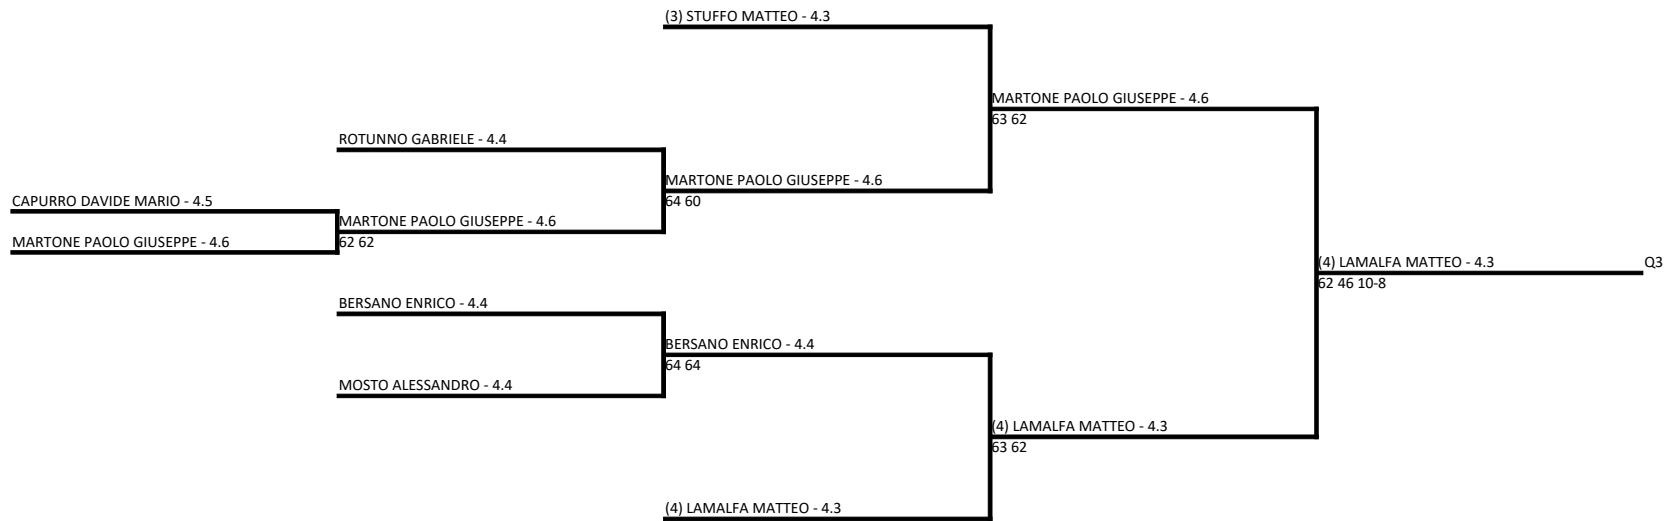 (3) STUFFO MATTEO - 4.3
MARTONE PAOLO GIUSEPPE - 4.6
63 62
ROTUNNO GABRIELE - 4.4
MARTONE PAOLO GIUSEPPE - 4.6
64 60
CAPURRO DAVIDE MARIO - 4.5
MARTONE PAOLO GIUSEPPE - 4.6
62 62
MARTONE PAOLO GIUSEPPE - 4.6
(4) LAMALFA MATTEO - 4.3
Q3
62 46 10-8
BERSANO ENRICO - 4.4
BERSANO ENRICO - 4.4
64 64
MOSTO ALESSANDRO - 4.4
(4) LAMALFA MATTEO - 4.3
63 62
(4) LAMALFA MATTEO - 4.3